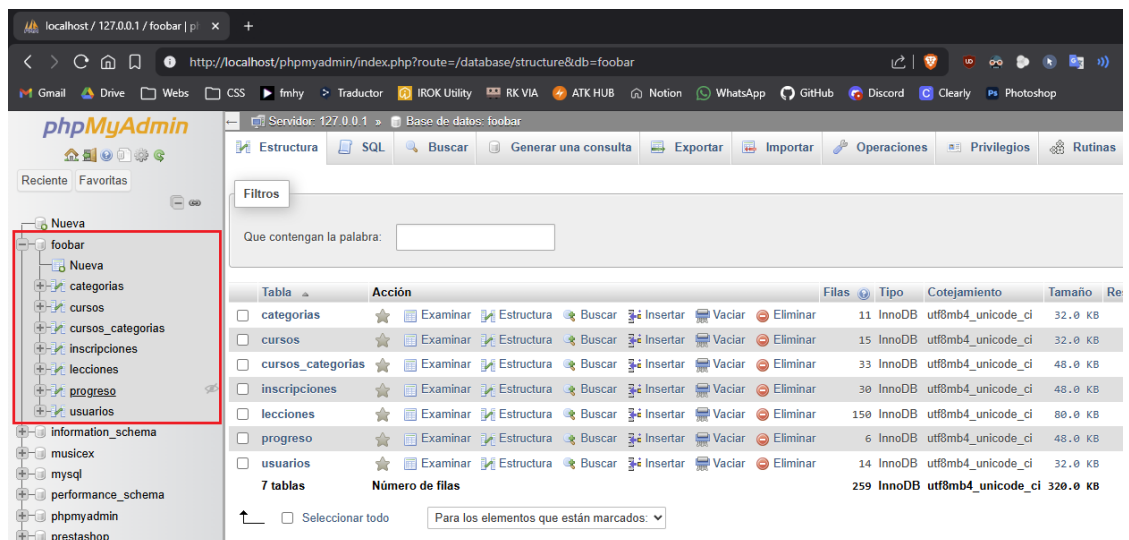 localhost / 127.0.0.1 / foobar | ph
http://localhost/phpmyadmin/index.php?route=/database/structure&db=foobar
Gmail Drive Webs CSS fmhy Traductor IROK Utility RK VIA ATK HUB Notion WhatsApp GitHub Discord Clearly Photoshop
phpMyAdmin
Reciente Favoritas
Nueva
foobar
Nueva
categorias
cursos
cursos_categorias
inscripciones
lecciones
progreso
usuarios
information_schema
musicex
mysql
performance_schema
phpmyadmin
prestashop
Servidor: 127.0.0.1 » Base de datos: foobar
Estructura SQL Buscar Generar una consulta Exportar Importar Operaciones Privilegios Rutinas
Filtros
Que contengan la palabra:
Tabla Acción Filas Tipo Cotejamiento Tamaño Re
categorias Examinar Estructura Buscar Insertar Vaciar Eliminar 11 InnoDB utf8mb4_unicode_ci 32.0 KB
cursos Examinar Estructura Buscar Insertar Vaciar Eliminar 15 InnoDB utf8mb4_unicode_ci 32.0 KB
cursos_categorias Examinar Estructura Buscar Insertar Vaciar Eliminar 33 InnoDB utf8mb4_unicode_ci 48.0 KB
inscripciones Examinar Estructura Buscar Insertar Vaciar Eliminar 30 InnoDB utf8mb4_unicode_ci 48.0 KB
lecciones Examinar Estructura Buscar Insertar Vaciar Eliminar 150 InnoDB utf8mb4_unicode_ci 80.0 KB
progreso Examinar Estructura Buscar Insertar Vaciar Eliminar 6 InnoDB utf8mb4_unicode_ci 48.0 KB
usuarios Examinar Estructura Buscar Insertar Vaciar Eliminar 14 InnoDB utf8mb4_unicode_ci 32.0 KB
7 tablas Número de filas 259 InnoDB utf8mb4_unicode_ci 320.0 KB
Seleccionar todo Para los elementos que están marcados: